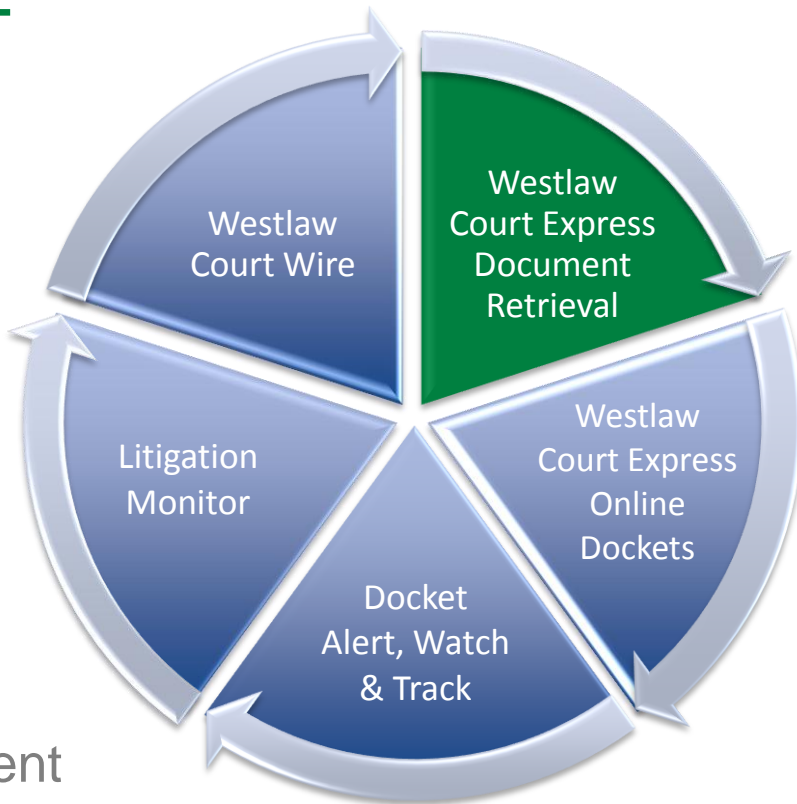 Westlaw
Court Wire
Westlaw
Court Express
Document
Retrieval
Westlaw
Court Express
Online
Dockets
Docket
Alert, Watch
& Track
Litigation
Monitor